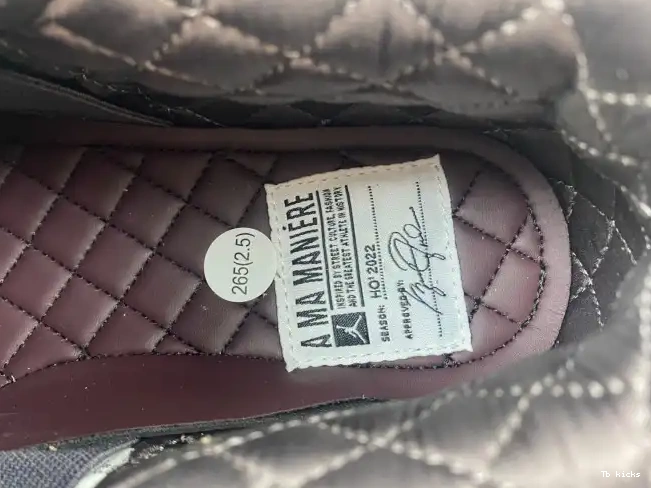 265(2.5)
A MA MANIÉRE
INSPIRED BY STREET CULTURE, FASHION
AND THE GREATEST ATHLETE IN HISTORY
SEASON: HO' 2022
APPROVED BY:
Tb kicks